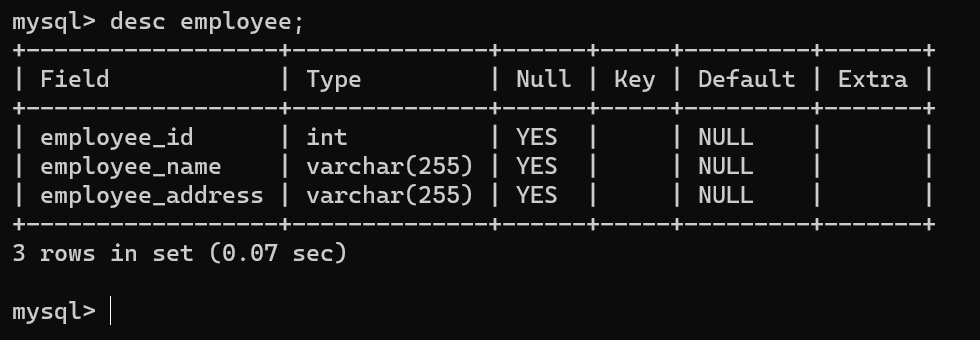 mysql> desc employee;
+------------------+--------------+------+-----+---------+-------+
| Field            | Type         | Null | Key | Default | Extra |
+------------------+--------------+------+-----+---------+-------+
| employee_id      | int          | YES  |     | NULL    |       |
| employee_name    | varchar(255) | YES  |     | NULL    |       |
| employee_address | varchar(255) | YES  |     | NULL    |       |
+------------------+--------------+------+-----+---------+-------+
3 rows in set (0.07 sec)
mysql>